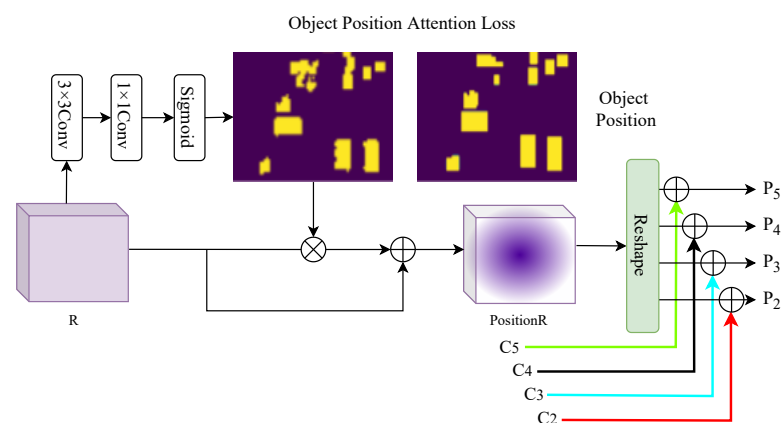 Object Position Attention Loss
3×3Conv
1×1Conv
Sigmoid
Object
Position
Reshape
P5
P4
P3
P2
R
PositionR
C5
C4
C3
C2